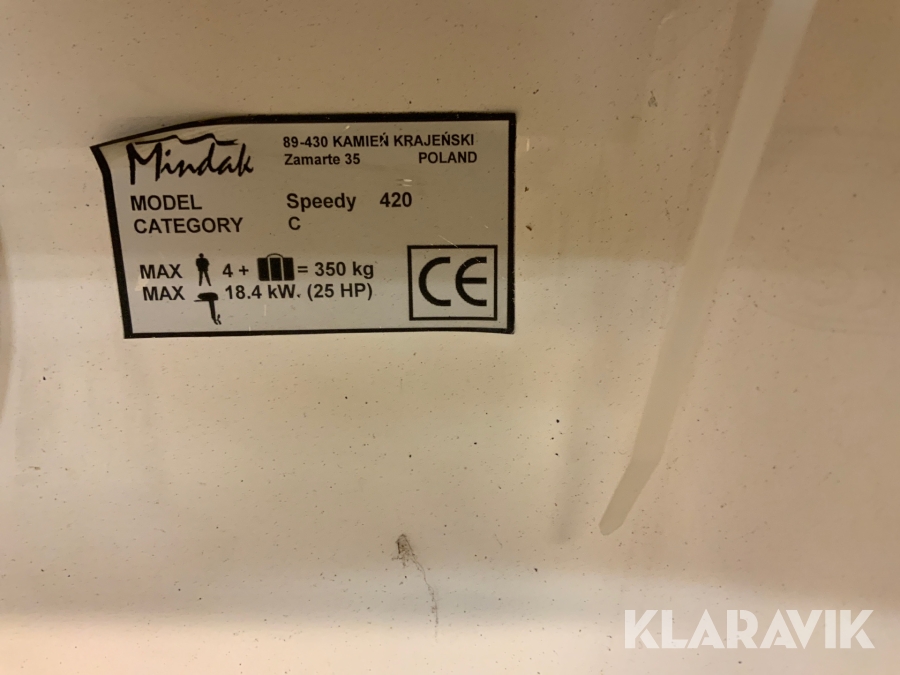 Mindak
89-430 KAMIEŃ KRAJEŃSKI
Zamarte 35 POLAND
MODEL Speedy 420
CATEGORY C
MAX 4 + = 350 kg
MAX 18.4 kW. (25 HP)
CE
KLARAVIK